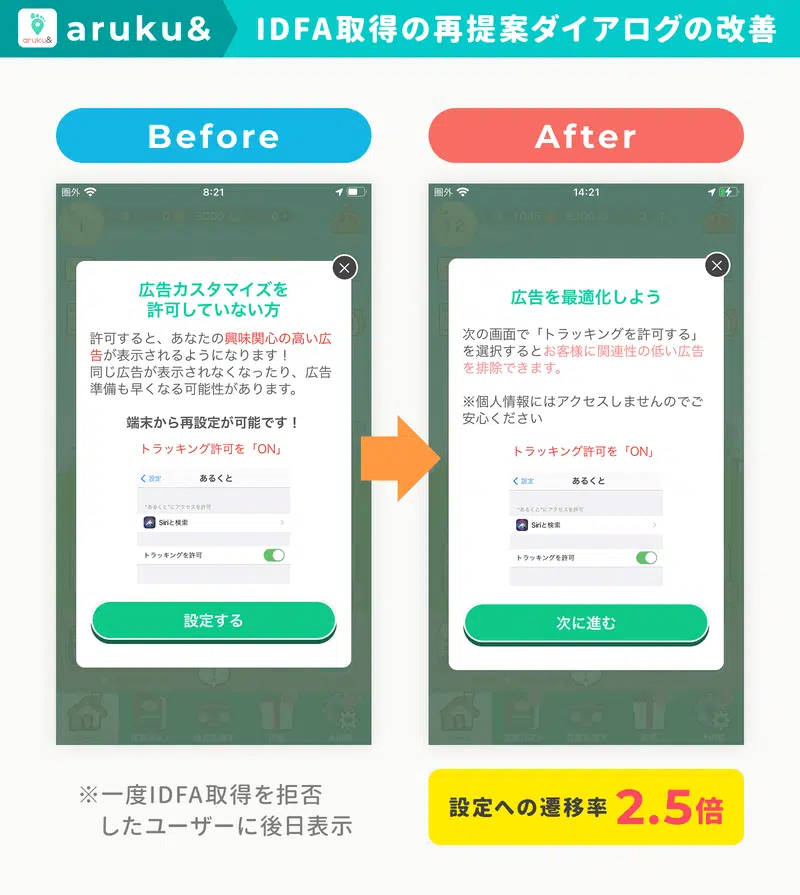 aruku&
aruku&
IDFA取得の再提案ダイアログの改善
Before
圏外
8:21
広告カスタマイズを
許可していない方
許可すると、あなたの興味関心の高い広
告が表示されるようになります！
同じ広告が表示されなくなったり、広告
準備も早くなる可能性があります。
端末から再設定が可能です！
トラッキング許可を「ON」
設定
あるくと
"あるくと"にアクセスを許可
Siriと検索
トラッキングを許可
設定する
※一度IDFA取得を拒否
したユーザーに後日表示
After
圏外
14:21
広告を最適化しよう
次の画面で「トラッキングを許可する」
を選択するとお客様に関連性の低い広告
を排除できます。
※個人情報にはアクセスしませんのでご
安心ください
トラッキング許可を「ON」
設定
あるくと
"あるくと"にアクセスを許可
Siriと検索
トラッキングを許可
次に進む
設定への遷移率 2.5倍